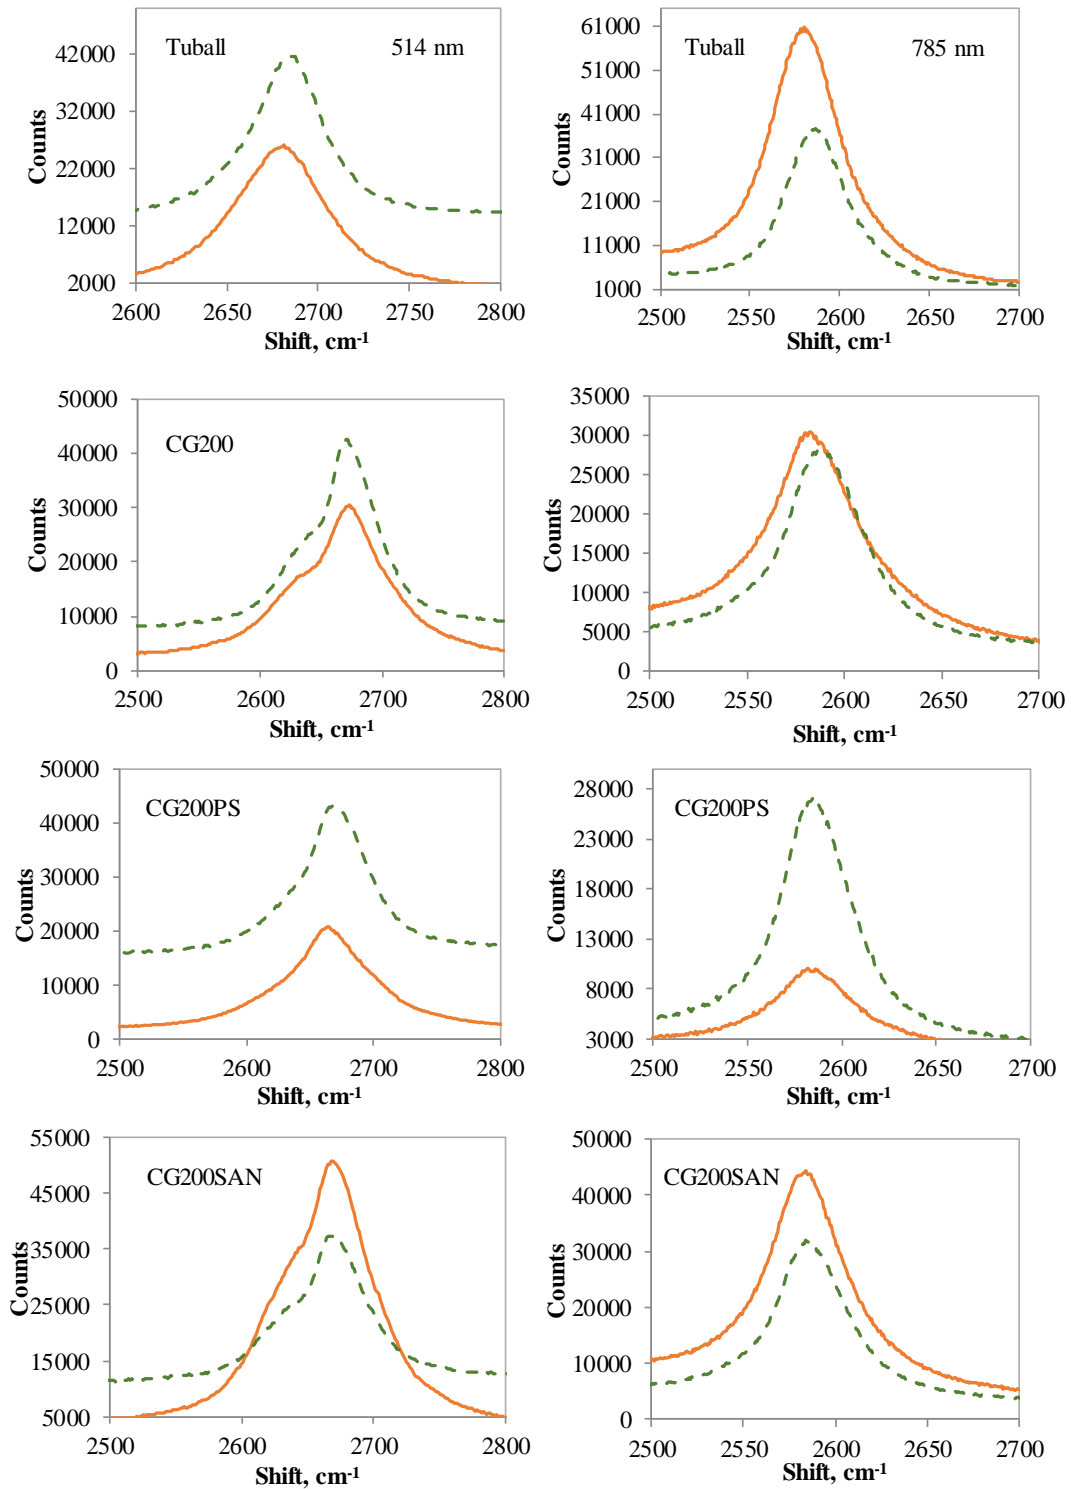 Tuball 514 nm
42000
32000
22000
12000
2000
Counts
2600 2650 2700 2750 2800
Shift, cm-1
Tuball 785 nm
61000
51000
41000
31000
21000
11000
1000
Counts
2500 2550 2600 2650 2700
Shift, cm-1
CG200
50000
40000
30000
20000
10000
0
Counts
2500 2600 2700 2800
Shift, cm-1
35000
30000
25000
20000
15000
10000
5000
0
Counts
2500 2550 2600 2650 2700
Shift, cm-1
CG200PS
50000
40000
30000
20000
10000
0
Counts
2500 2600 2700 2800
Shift, cm-1
CG200PS
28000
23000
18000
13000
8000
3000
Counts
2500 2550 2600 2650 2700
Shift, cm-1
CG200SAN
55000
45000
35000
25000
15000
5000
Counts
2500 2600 2700 2800
Shift, cm-1
CG200SAN
50000
40000
30000
20000
10000
0
Counts
2500 2550 2600 2650 2700
Shift, cm-1